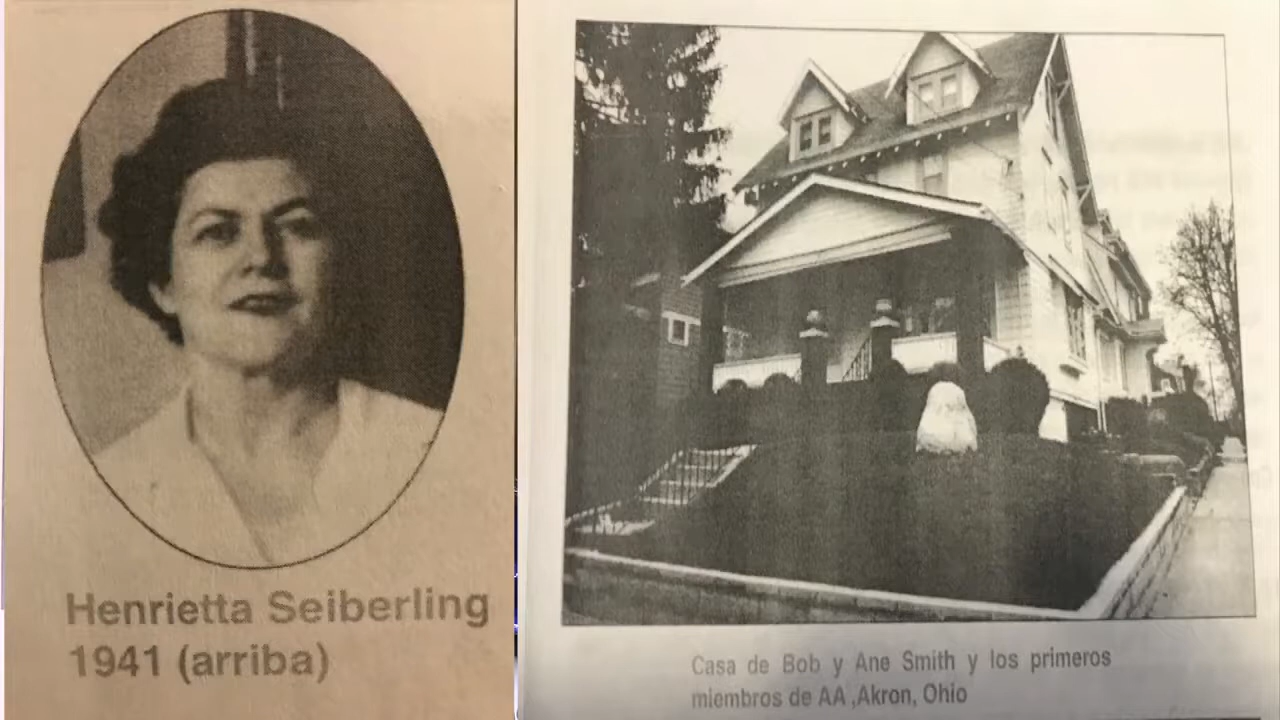 Henrietta Seiberling
1941 (arriba)
Casa de Bob y Ane Smith y los primeros
miembros de AA ,Akron, Ohio